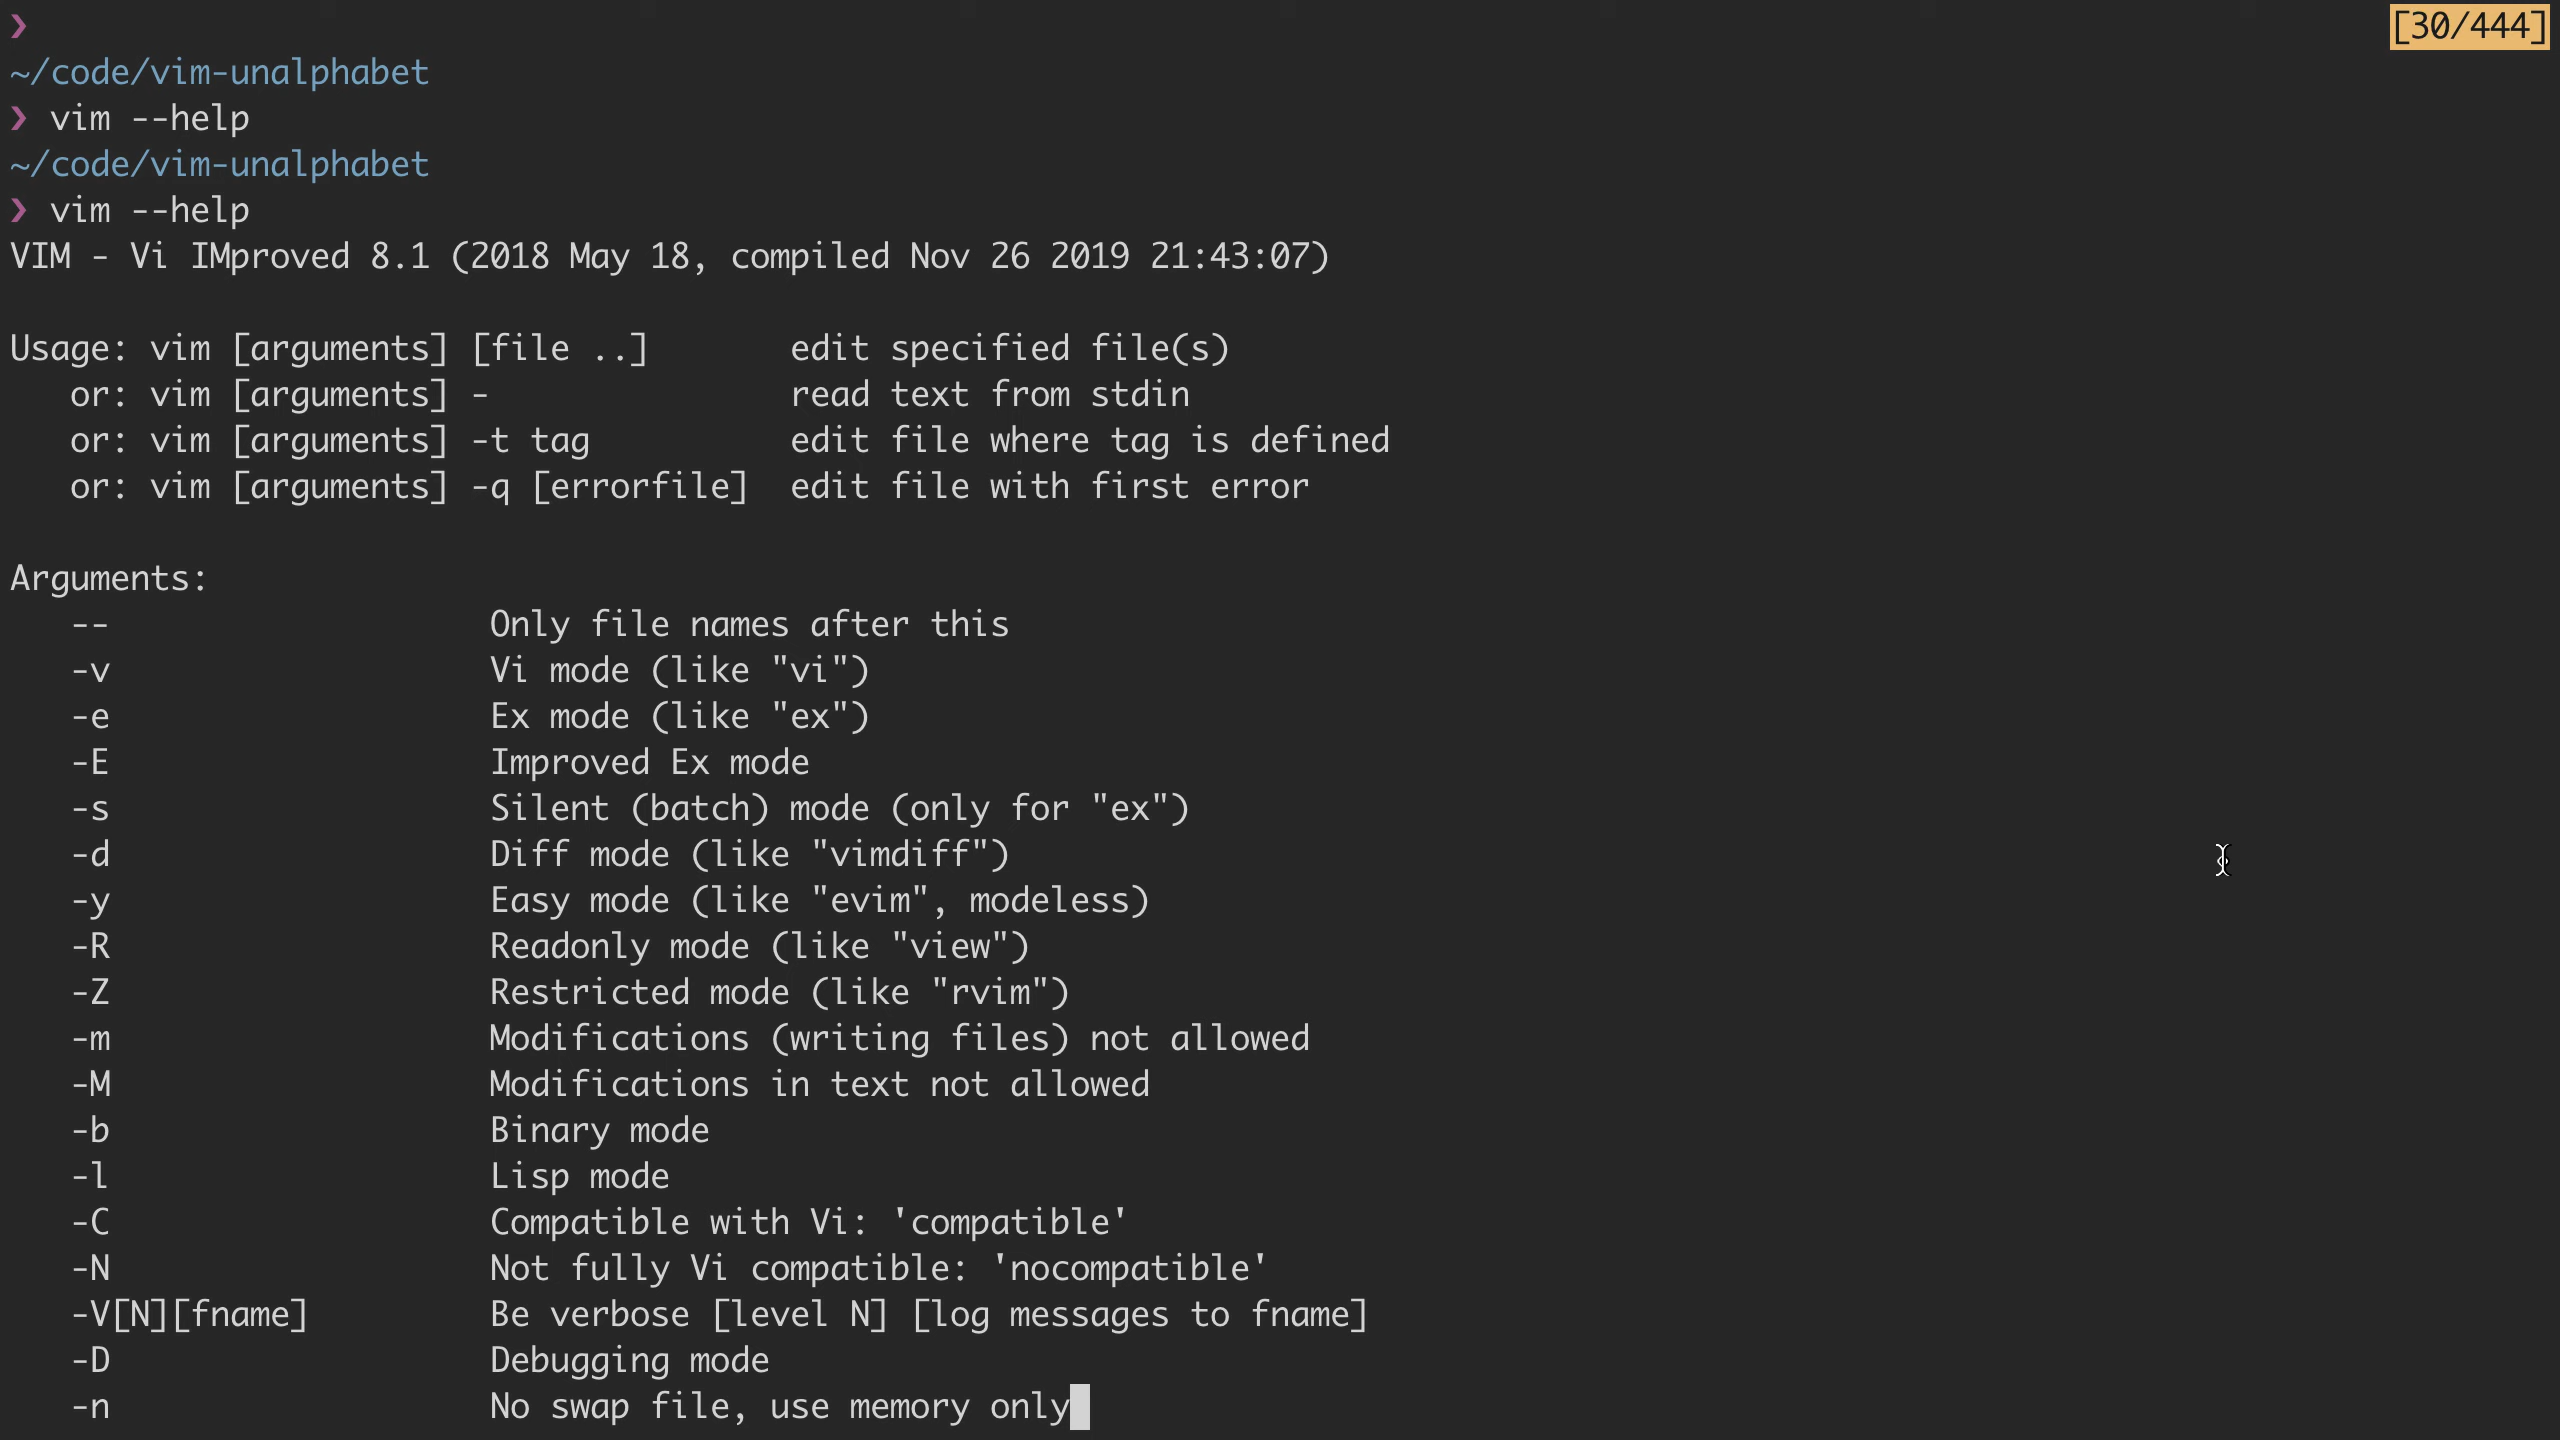 ❯ [30/444]
~/code/vim-unalphabet
❯ vim --help
~/code/vim-unalphabet
❯ vim --help
VIM - Vi IMproved 8.1 (2018 May 18, compiled Nov 26 2019 21:43:07)
Usage: vim [arguments] [file ..]       edit specified file(s)
   or: vim [arguments] -               read text from stdin
   or: vim [arguments] -t tag          edit file where tag is defined
   or: vim [arguments] -q [errorfile]  edit file with first error
Arguments:
   --                   Only file names after this
   -v                   Vi mode (like "vi")
   -e                   Ex mode (like "ex")
   -E                   Improved Ex mode
   -s                   Silent (batch) mode (only for "ex")
   -d                   Diff mode (like "vimdiff")
   -y                   Easy mode (like "evim", modeless)
   -R                   Readonly mode (like "view")
   -Z                   Restricted mode (like "rvim")
   -m                   Modifications (writing files) not allowed
   -M                   Modifications in text not allowed
   -b                   Binary mode
   -l                   Lisp mode
   -C                   Compatible with Vi: 'compatible'
   -N                   Not fully Vi compatible: 'nocompatible'
   -V[N][fname]         Be verbose [level N] [log messages to fname]
   -D                   Debugging mode
   -n                   No swap file, use memory only